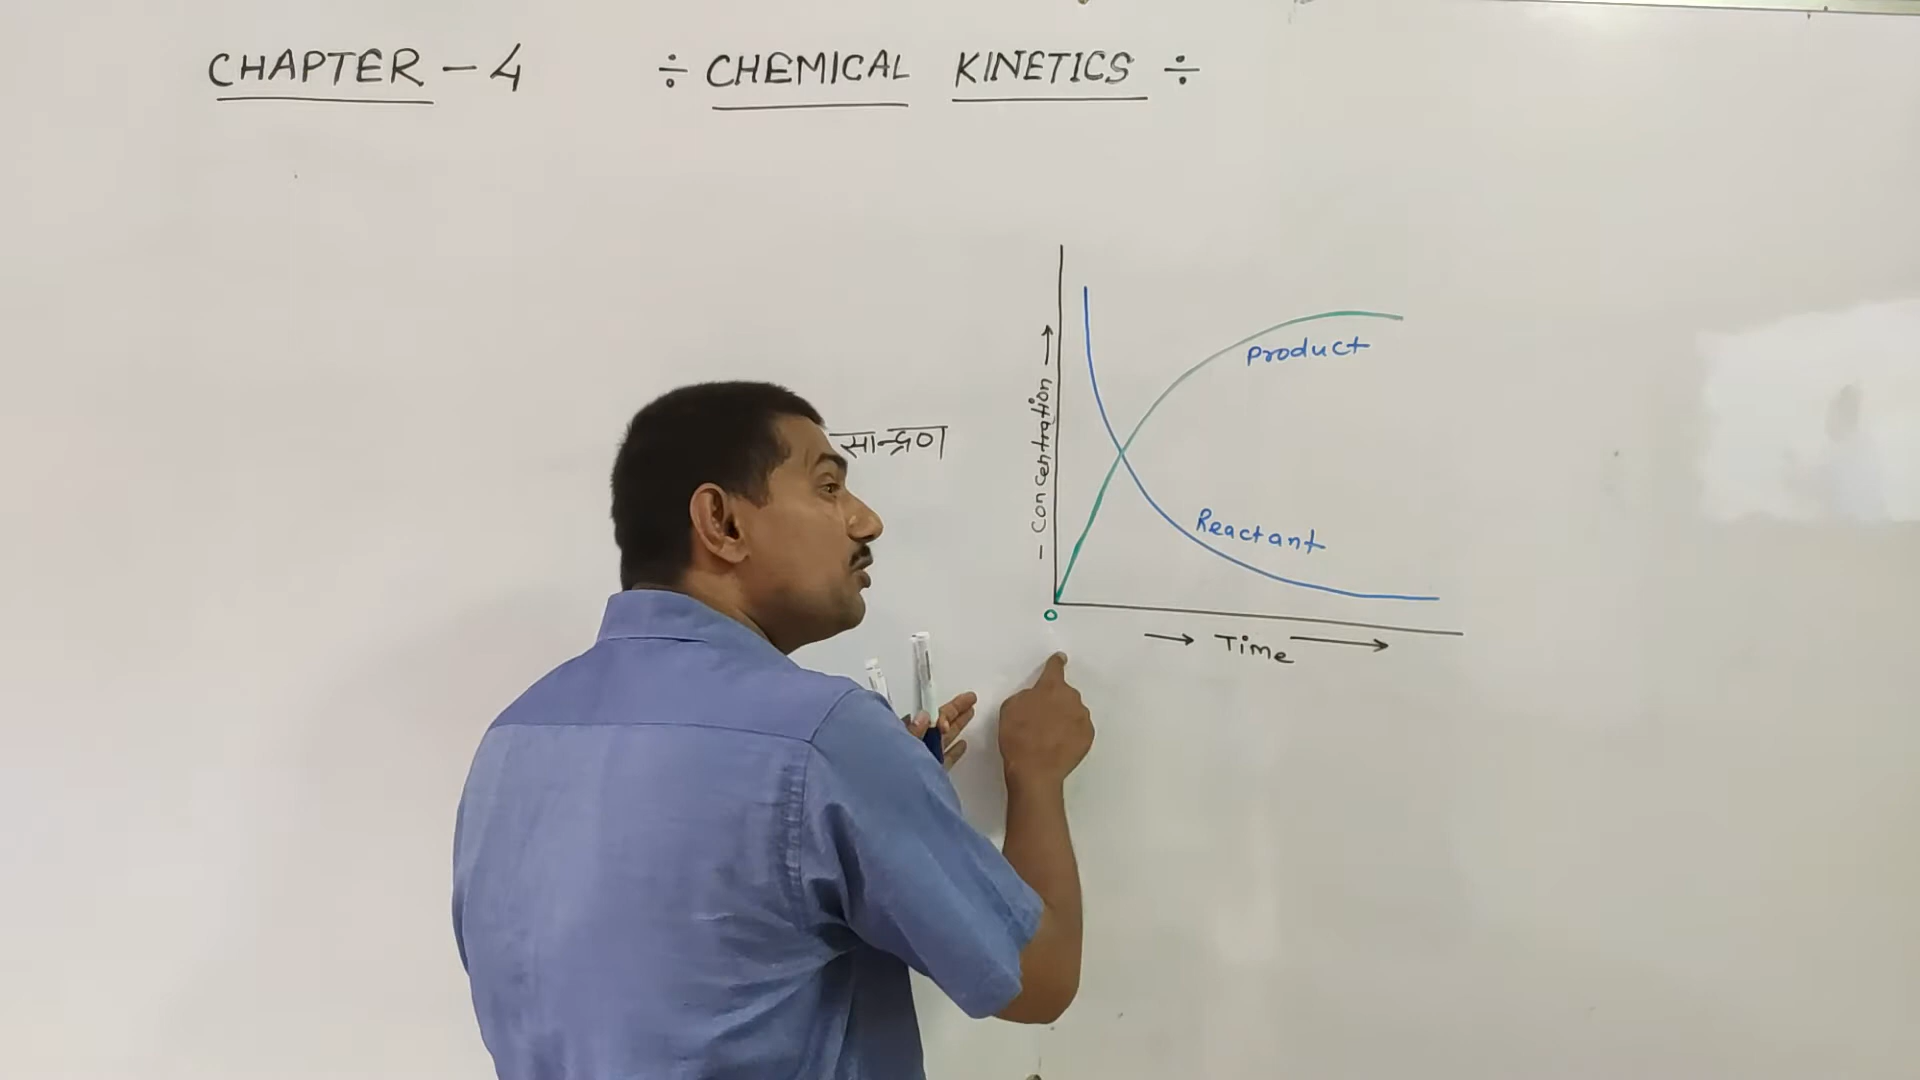 CHAPTER – 4 ÷ CHEMICAL KINETICS ÷
Product
– Concentration →
सान्द्रण
Reactant
0
→ Time →